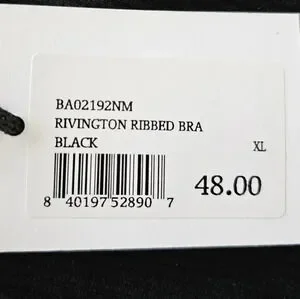 BA02192NM
RIVINGTON RIBBED BRA
BLACK XL
48.00
8 40197 52890 7